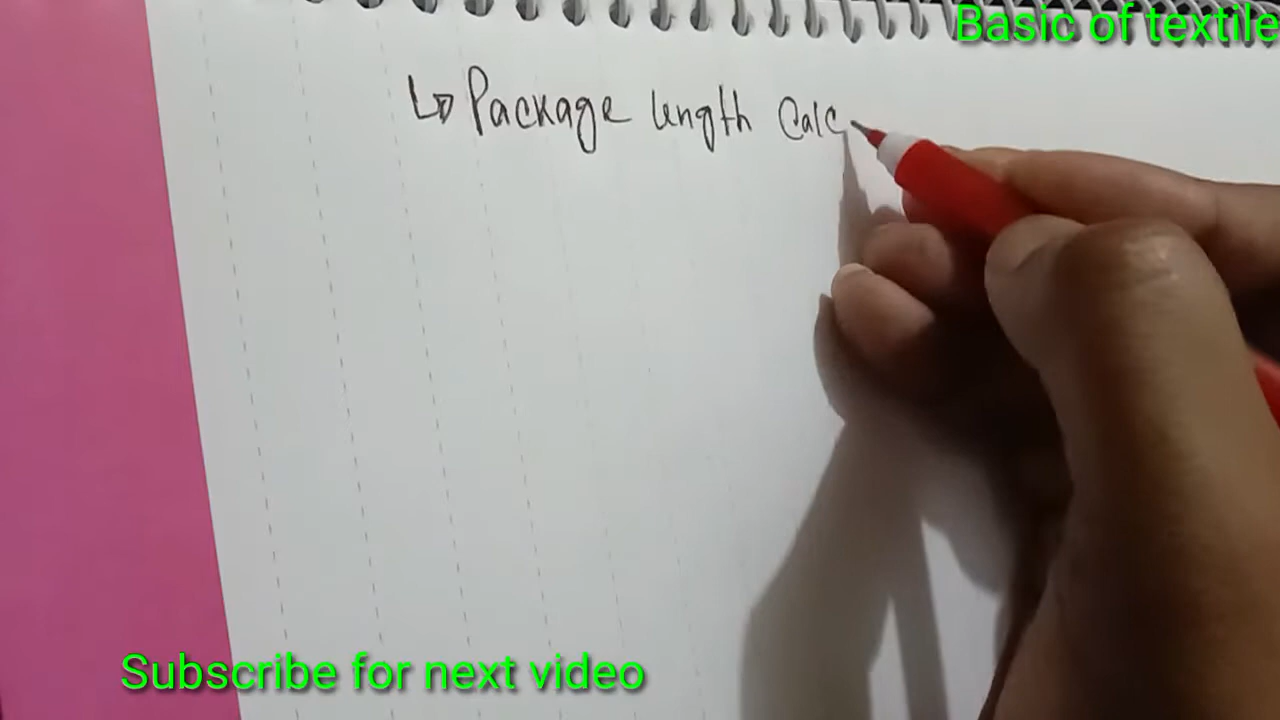 Basic of textile
↳ Package length Calc
Subscribe for next video